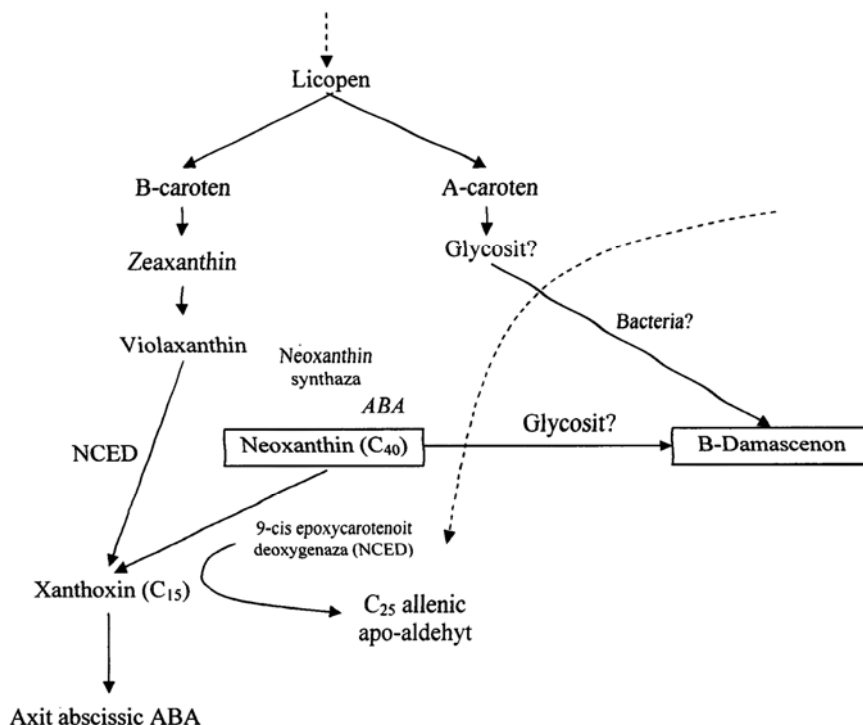 Licopen
B-caroten
A-caroten
Zeaxanthin
Glycosit?
Bacteria?
Violaxanthin
Neoxanthin
synthaza
ABA
Glycosit?
Neoxanthin (C₄₀)
B-Damascenon
NCED
9-cis epoxycarotenoit
deoxygenaza (NCED)
Xanthoxin (C₁₅)
C₂₅ allenic
apo-aldehyt
Axit abscissic ABA